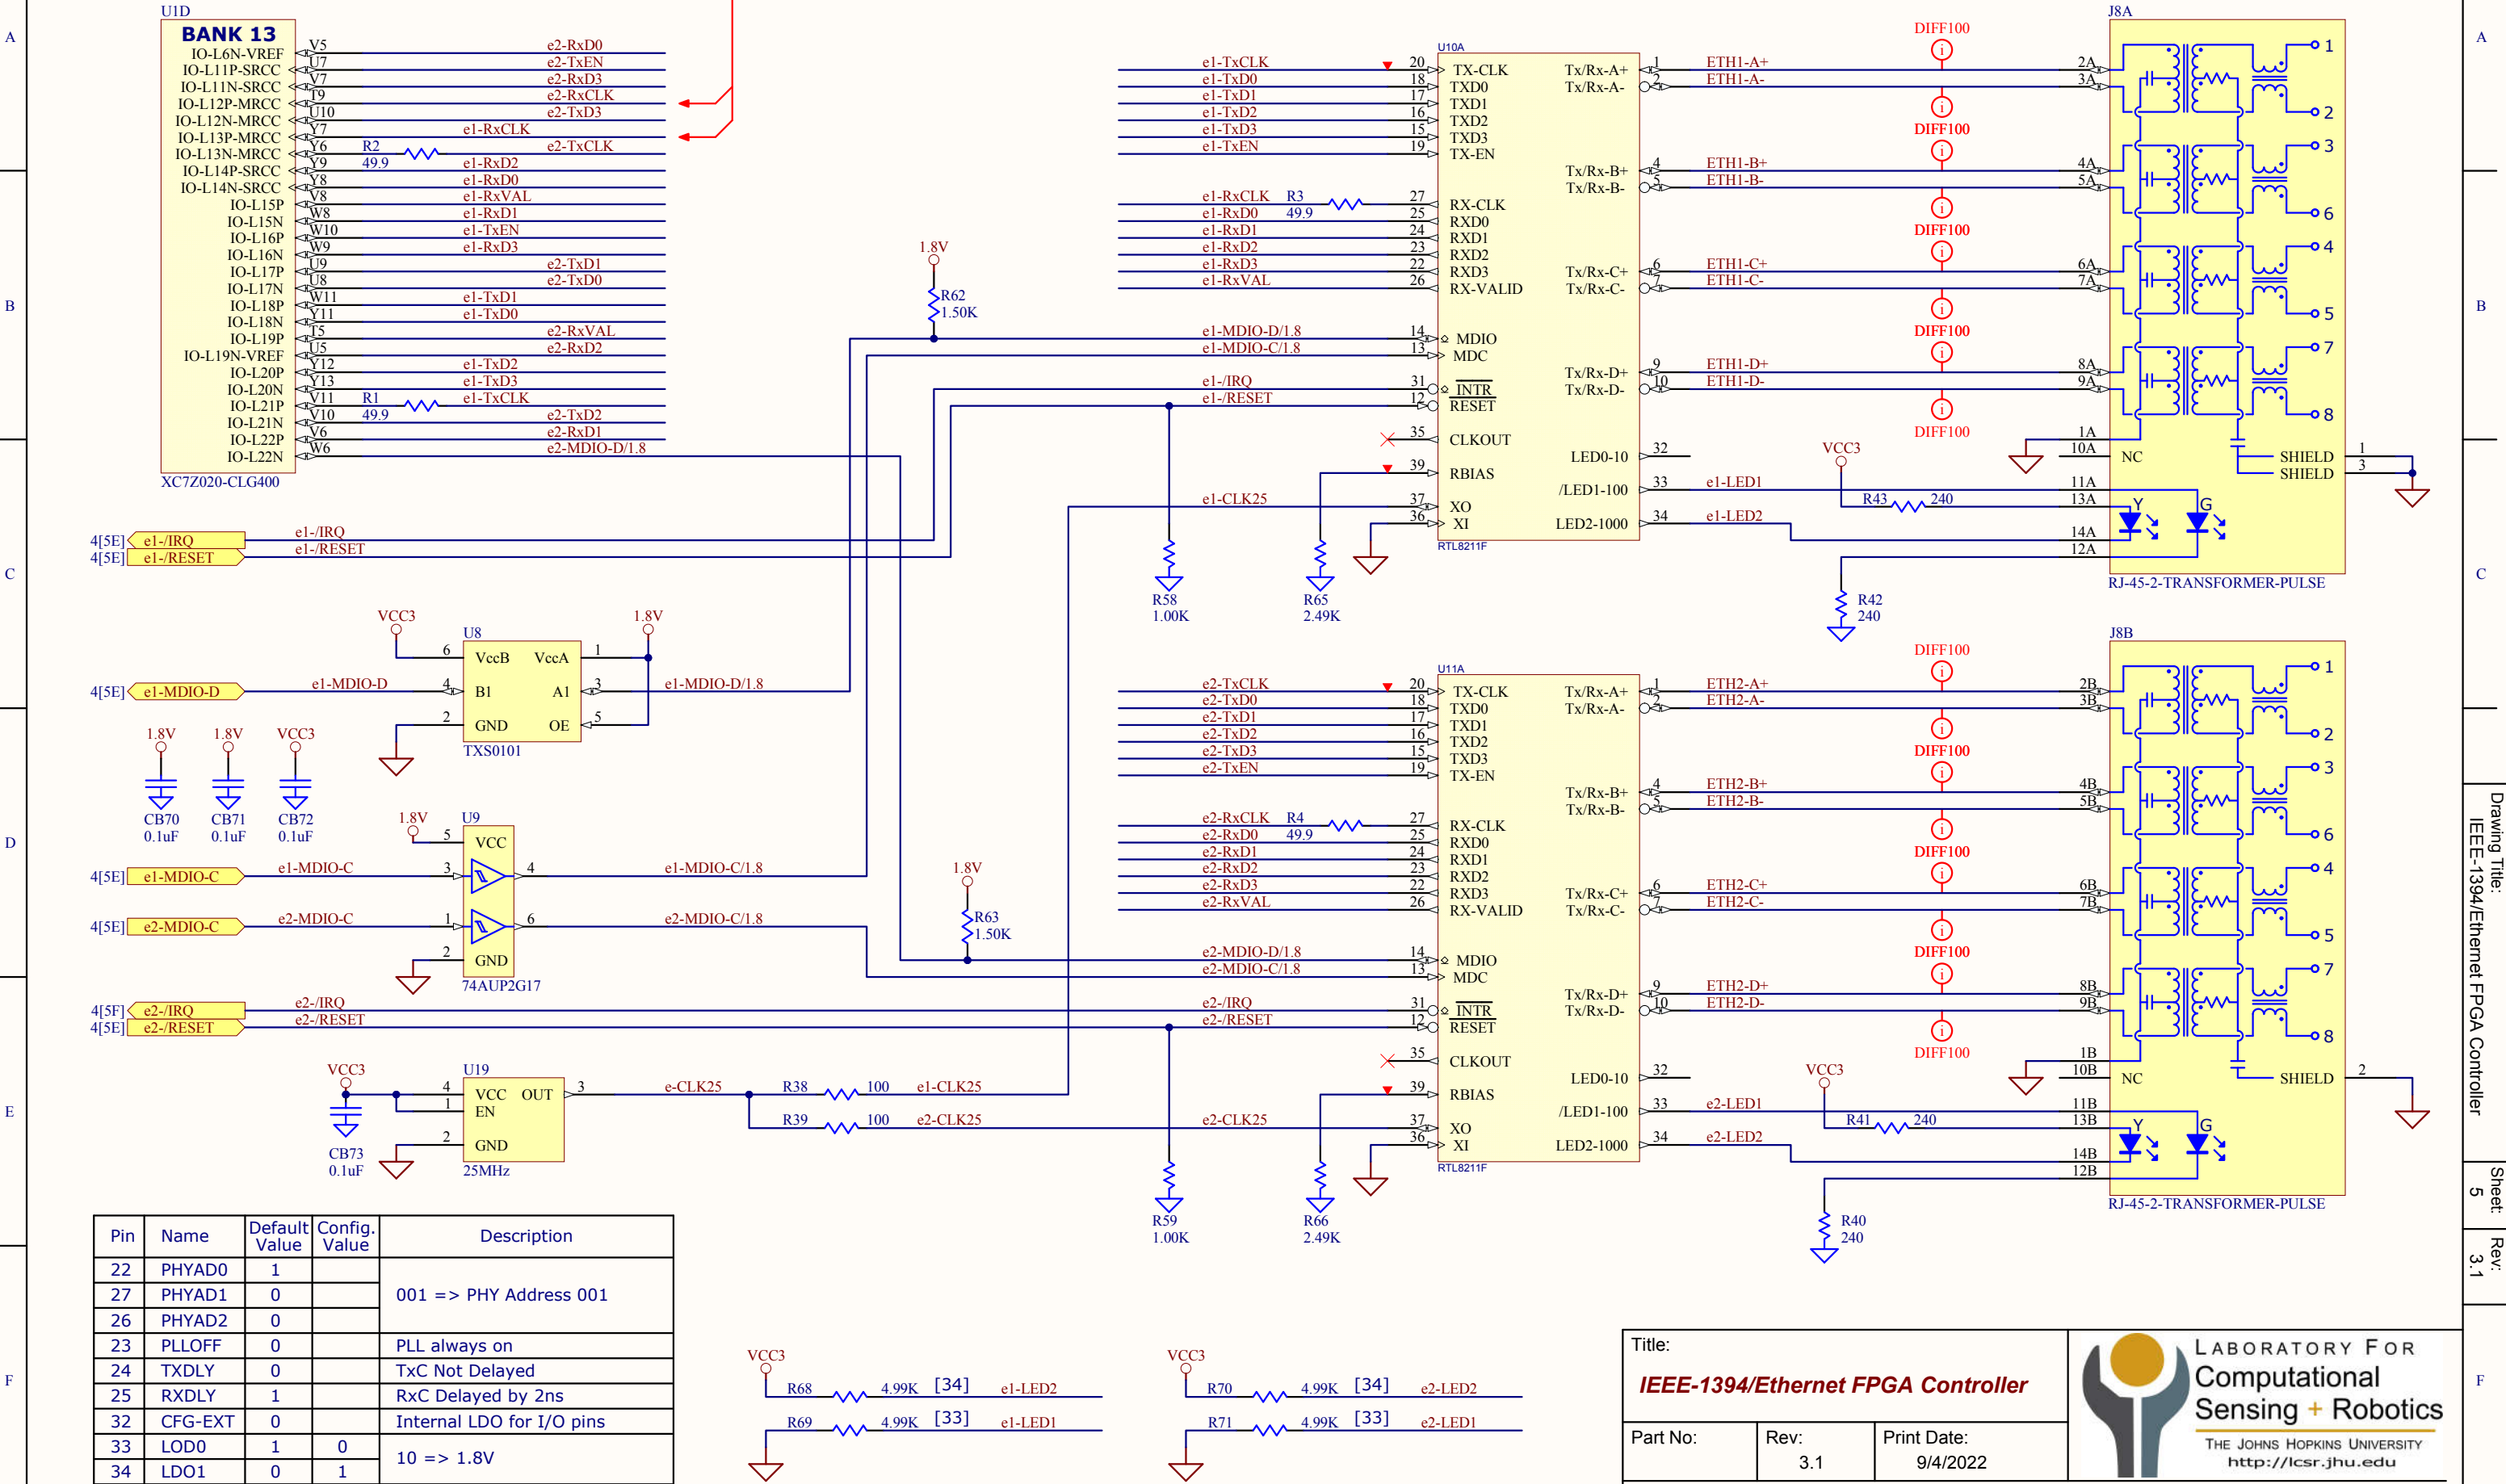 A
B
C
D
E
F
U1D
BANK 13
IO-L6N-VREF V5 e2-RxD0
IO-L11P-SRCC U7 e2-TxEN
IO-L11N-SRCC V7 e2-RxD3
IO-L12P-MRCC T9 e2-RxCLK
IO-L12N-MRCC U10 e2-TxD3
IO-L13P-MRCC Y7 e1-RxCLK
IO-L13N-MRCC Y6 R2 49.9 e2-TxCLK
IO-L14P-SRCC Y9 e1-RxD2
IO-L14N-SRCC Y8 e1-RxD0
IO-L15P V8 e1-RxVAL
IO-L15N W8 e1-RxD1
IO-L16P W10 e1-TxEN
IO-L16N W9 e1-RxD3
IO-L17P U9 e2-TxD1
IO-L17N U8 e2-TxD0
IO-L18P W11 e1-TxD1
IO-L18N Y11 e1-TxD0
IO-L19P T5 e2-RxVAL
IO-L19N-VREF U5 e2-RxD2
IO-L20P Y12 e1-TxD2
IO-L20N Y13 e1-TxD3
IO-L21P V11 R1 49.9 e1-TxCLK
IO-L21N V10 e2-TxD2
IO-L22P V6 e2-RxD1
IO-L22N W6 e2-MDIO-D/1.8
XC7Z020-CLG400
4[5E] e1-/IRQ e1-/IRQ
4[5E] e1-/RESET e1-/RESET
VCC3
U8
1.8V
6 VccB VccA 1
4[5E] e1-MDIO-D e1-MDIO-D 4 B1 A1 3 e1-MDIO-D/1.8
2 GND OE 5
TXS0101
1.8V 1.8V VCC3
CB70 CB71 CB72
0.1uF 0.1uF 0.1uF
1.8V
U9
5 VCC
4[5E] e1-MDIO-C e1-MDIO-C 3 4 e1-MDIO-C/1.8
4[5E] e2-MDIO-C e2-MDIO-C 1 6 e2-MDIO-C/1.8
2 GND
74AUP2G17
4[5F] e2-/IRQ e2-/IRQ
4[5E] e2-/RESET e2-/RESET
VCC3
U19
4 VCC OUT 3 e-CLK25 R38 100 e1-CLK25
1 EN
R39 100 e2-CLK25
2 GND
CB73
0.1uF
25MHz
1.8V
R62
1.50K
1.8V
R63
1.50K
U10A
e1-TxCLK 20 TX-CLK Tx/Rx-A+ 1 ETH1-A+
e1-TxD0 18 TXD0 Tx/Rx-A- 2 ETH1-A-
e1-TxD1 17 TXD1
e1-TxD2 16 TXD2
e1-TxD3 15 TXD3
e1-TxEN 19 TX-EN
Tx/Rx-B+ 4 ETH1-B+
Tx/Rx-B- 5 ETH1-B-
e1-RxCLK R3 49.9 27 RX-CLK
e1-RxD0 25 RXD0
e1-RxD1 24 RXD1
e1-RxD2 23 RXD2
e1-RxD3 22 RXD3 Tx/Rx-C+ 6 ETH1-C+
e1-RxVAL 26 RX-VALID Tx/Rx-C- 7 ETH1-C-
e1-MDIO-D/1.8 14 MDIO
e1-MDIO-C/1.8 13 MDC
Tx/Rx-D+ 9 ETH1-D+
e1-/IRQ 31 INTR Tx/Rx-D- 10 ETH1-D-
e1-/RESET 12 RESET
35 CLKOUT
LED0-10 32
39 RBIAS
/LED1-100 33 e1-LED1
e1-CLK25 37 XO
36 XI LED2-1000 34 e1-LED2
RTL8211F
R58
1.00K
R65
2.49K
DIFF100
i
i
DIFF100
i
i
DIFF100
i
i
DIFF100
i
i
DIFF100
VCC3
R43 240
R42
240
J8A
2A 1
3A 2
4A 3
5A 6
6A 4
7A 5
8A 7
9A 8
1A
10A NC SHIELD 1
SHIELD 3
11A
13A Y G
14A
12A
RJ-45-2-TRANSFORMER-PULSE
U11A
e2-TxCLK 20 TX-CLK Tx/Rx-A+ 1 ETH2-A+
e2-TxD0 18 TXD0 Tx/Rx-A- 2 ETH2-A-
e2-TxD1 17 TXD1
e2-TxD2 16 TXD2
e2-TxD3 15 TXD3
e2-TxEN 19 TX-EN
Tx/Rx-B+ 4 ETH2-B+
Tx/Rx-B- 5 ETH2-B-
e2-RxCLK R4 49.9 27 RX-CLK
e2-RxD0 25 RXD0
e2-RxD1 24 RXD1
e2-RxD2 23 RXD2
e2-RxD3 22 RXD3 Tx/Rx-C+ 6 ETH2-C+
e2-RxVAL 26 RX-VALID Tx/Rx-C- 7 ETH2-C-
e2-MDIO-D/1.8 14 MDIO
e2-MDIO-C/1.8 13 MDC
Tx/Rx-D+ 9 ETH2-D+
e2-/IRQ 31 INTR Tx/Rx-D- 10 ETH2-D-
e2-/RESET 12 RESET
35 CLKOUT
LED0-10 32
39 RBIAS
/LED1-100 33 e2-LED1
e2-CLK25 37 XO
36 XI LED2-1000 34 e2-LED2
RTL8211F
R59
1.00K
R66
2.49K
DIFF100
i
i
DIFF100
i
i
DIFF100
i
i
DIFF100
i
i
DIFF100
VCC3
R41 240
R40
240
J8B
2B 1
3B 2
4B 3
5B 6
6B 4
7B 5
8B 7
9B 8
1B
10B NC SHIELD 2
11B
13B Y G
14B
12B
RJ-45-2-TRANSFORMER-PULSE
Pin Name Default Value Config. Value Description
22 PHYAD0 1
27 PHYAD1 0 001 => PHY Address 001
26 PHYAD2 0
23 PLLOFF 0 PLL always on
24 TXDLY 0 TxC Not Delayed
25 RXDLY 1 RxC Delayed by 2ns
32 CFG-EXT 0 Internal LDO for I/O pins
33 LOD0 1 0 10 => 1.8V
34 LDO1 0 1
VCC3
R68 4.99K [34] e1-LED2
R69 4.99K [33] e1-LED1
VCC3
R70 4.99K [34] e2-LED2
R71 4.99K [33] e2-LED1
Title:
IEEE-1394/Ethernet FPGA Controller
Part No:
Rev:
3.1
Print Date:
9/4/2022
LABORATORY FOR
Computational
Sensing + Robotics
THE JOHNS HOPKINS UNIVERSITY
http://lcsr.jhu.edu
A
B
C
Drawing Title:
IEEE-1394/Ethernet FPGA Controller
Sheet:
5
Rev:
3.1
F